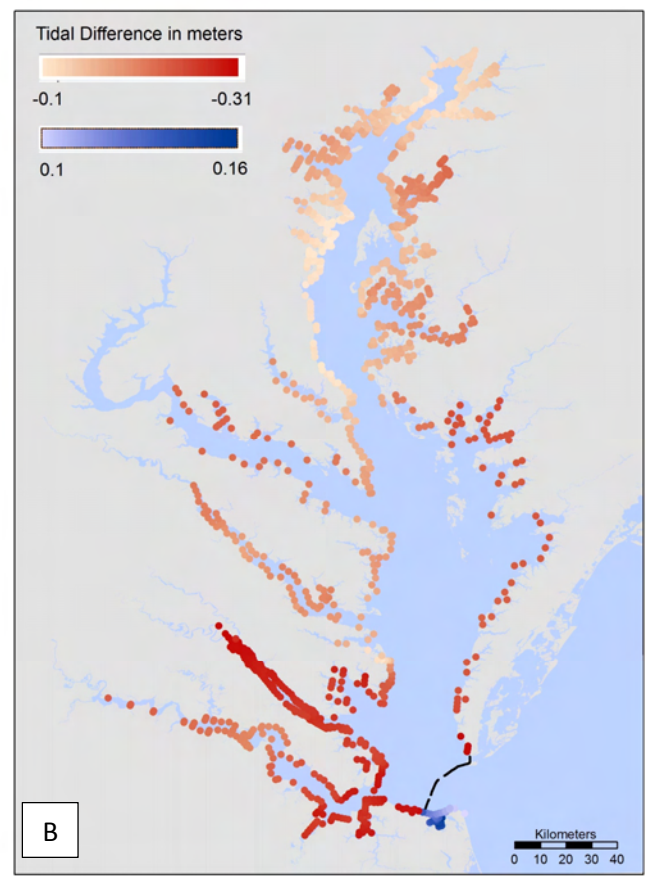 Tidal Difference in meters
-0.1 -0.31
0.1 0.16
B
Kilometers
0 10 20 30 40